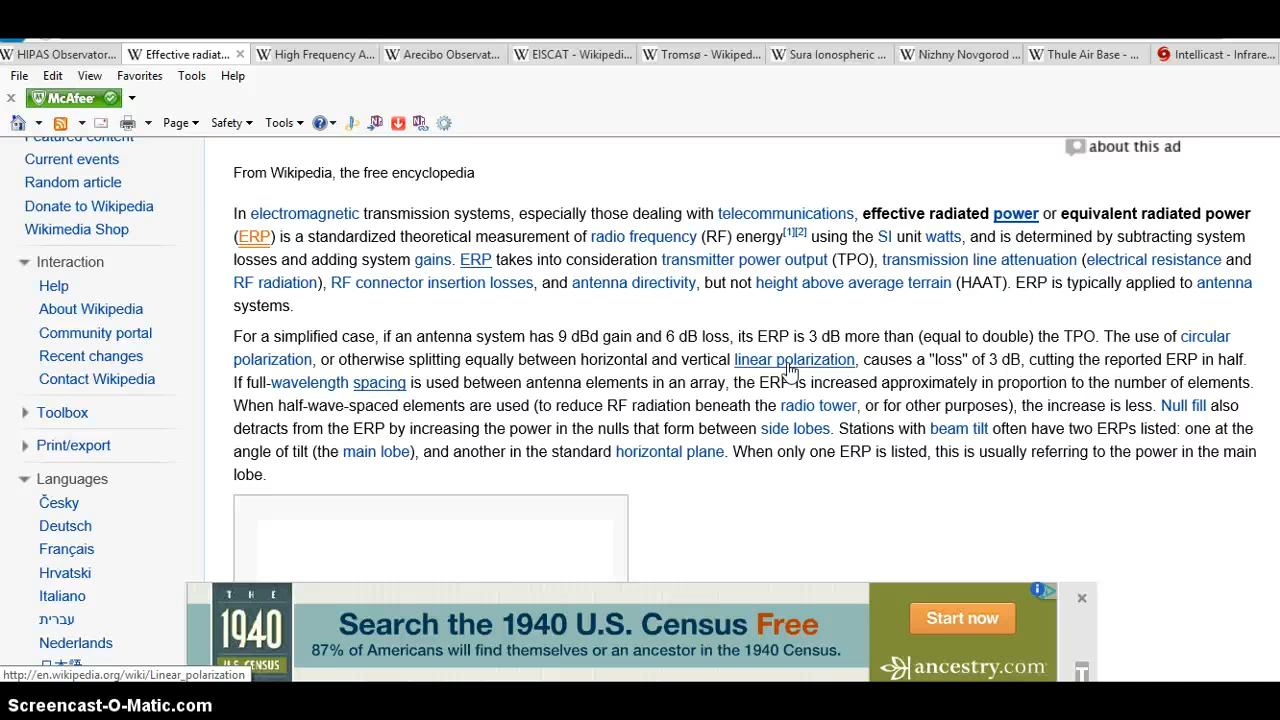 HIPAS Observator...
Effective radiat...
High Frequency A...
Arecibo Observat...
EISCAT - Wikipedi...
Tromsø - Wikiped...
Sura Ionospheric ...
Nizhny Novgorod ...
Thule Air Base - ...
Intellicast - Infrare...
File Edit View Favorites Tools Help
McAfee
Page Safety Tools
Featured content
Current events
Random article
Donate to Wikipedia
Wikimedia Shop
Interaction
Help
About Wikipedia
Community portal
Recent changes
Contact Wikipedia
Toolbox
Print/export
Languages
Česky
Deutsch
Français
Hrvatski
Italiano
עברית
Nederlands
日本語
about this ad
From Wikipedia, the free encyclopedia
In electromagnetic transmission systems, especially those dealing with telecommunications, effective radiated power or equivalent radiated power
(ERP) is a standardized theoretical measurement of radio frequency (RF) energy[1][2] using the SI unit watts, and is determined by subtracting system
losses and adding system gains. ERP takes into consideration transmitter power output (TPO), transmission line attenuation (electrical resistance and
RF radiation), RF connector insertion losses, and antenna directivity, but not height above average terrain (HAAT). ERP is typically applied to antenna
systems.
For a simplified case, if an antenna system has 9 dBd gain and 6 dB loss, its ERP is 3 dB more than (equal to double) the TPO. The use of circular
polarization, or otherwise splitting equally between horizontal and vertical linear polarization, causes a "loss" of 3 dB, cutting the reported ERP in half.
If full-wavelength spacing is used between antenna elements in an array, the ERP is increased approximately in proportion to the number of elements.
When half-wave-spaced elements are used (to reduce RF radiation beneath the radio tower, or for other purposes), the increase is less. Null fill also
detracts from the ERP by increasing the power in the nulls that form between side lobes. Stations with beam tilt often have two ERPs listed: one at the
angle of tilt (the main lobe), and another in the standard horizontal plane. When only one ERP is listed, this is usually referring to the power in the main
lobe.
THE
1940
U.S. CENSUS
Search the 1940 U.S. Census Free
87% of Americans will find themselves or an ancestor in the 1940 Census.
Start now
ancestry.com
http://en.wikipedia.org/wiki/Linear_polarization
Screencast-O-Matic.com